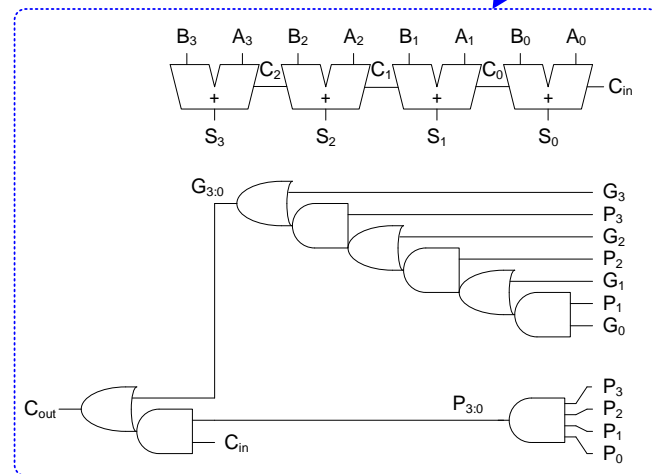 B3 A3 B2 A2 B1 A1 B0 A0
C2 C1 C0 Cin
+ + + +
S3 S2 S1 S0
G3:0 G3
P3
G2
P2
G1
P1
G0
P3
P3:0 P2
Cout P1
Cin P0